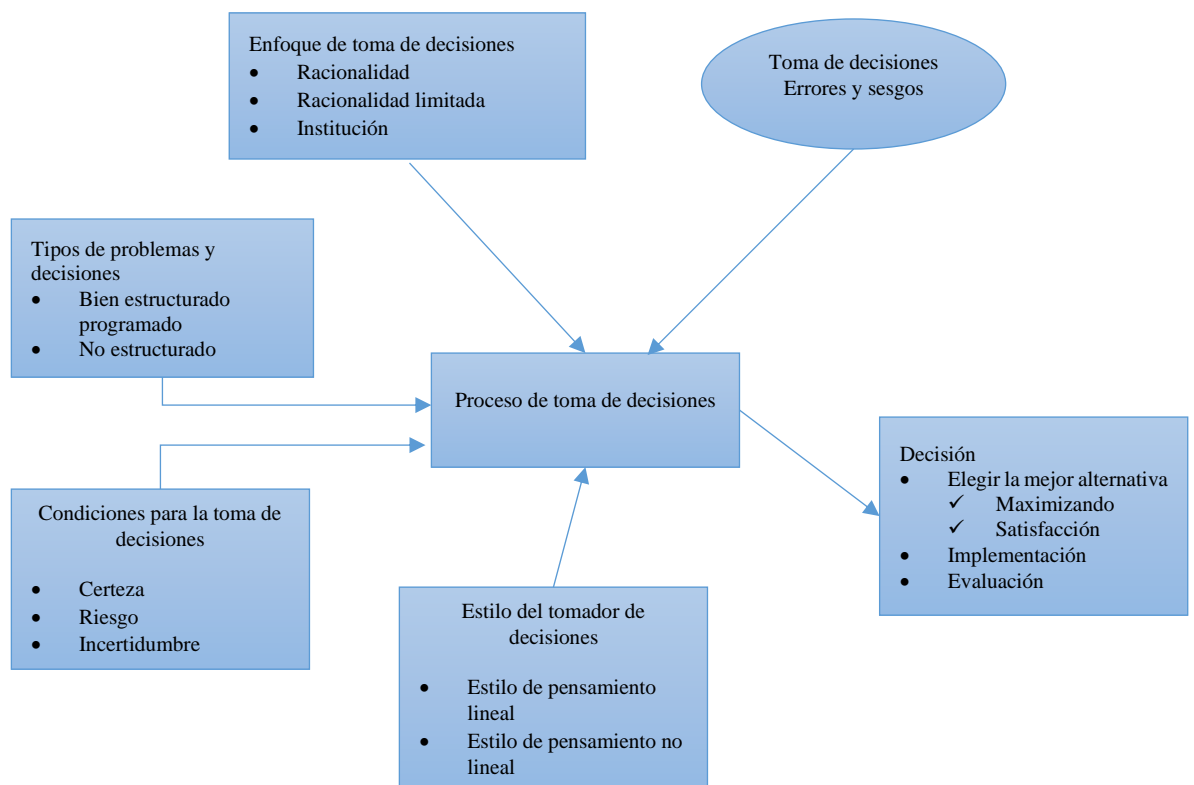 Enfoque de toma de decisiones
• Racionalidad
• Racionalidad limitada
• Institución
Toma de decisiones
Errores y sesgos
Tipos de problemas y
decisiones
• Bien estructurado
programado
• No estructurado
Proceso de toma de decisiones
Condiciones para la toma de
decisiones
• Certeza
• Riesgo
• Incertidumbre
Estilo del tomador de
decisiones
• Estilo de pensamiento
lineal
• Estilo de pensamiento no
lineal
Decisión
• Elegir la mejor alternativa
✓ Maximizando
✓ Satisfacción
• Implementación
• Evaluación